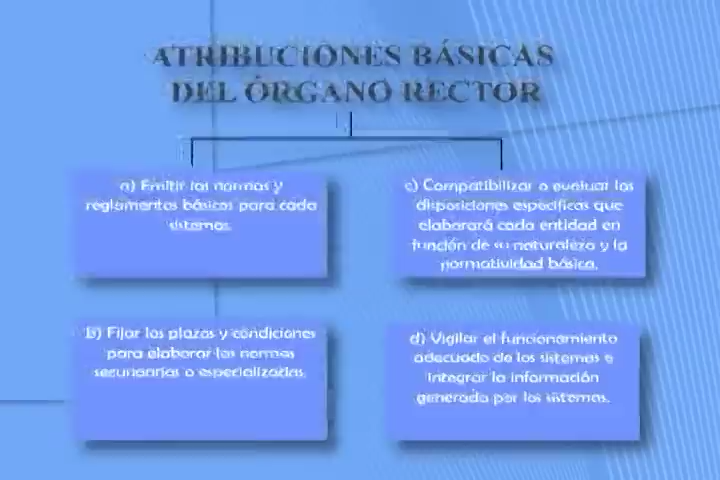 ATRIBUCIONES BÁSICAS
DEL ÓRGANO RECTOR
a) Emitir las normas y
reglamentos básicos para cada
sistemas.
b) Fijar los plazos y condiciones
para elaborar las normas
secundarias o especializadas.
c) Compatibilizar o evaluar las
disposiciones específicas que
elaborará cada entidad en
función de su naturaleza y la
normatividad básica.
d) Vigilar el funcionamiento
adecuado de los sistemas e
integrar la información
generada por los sistemas.